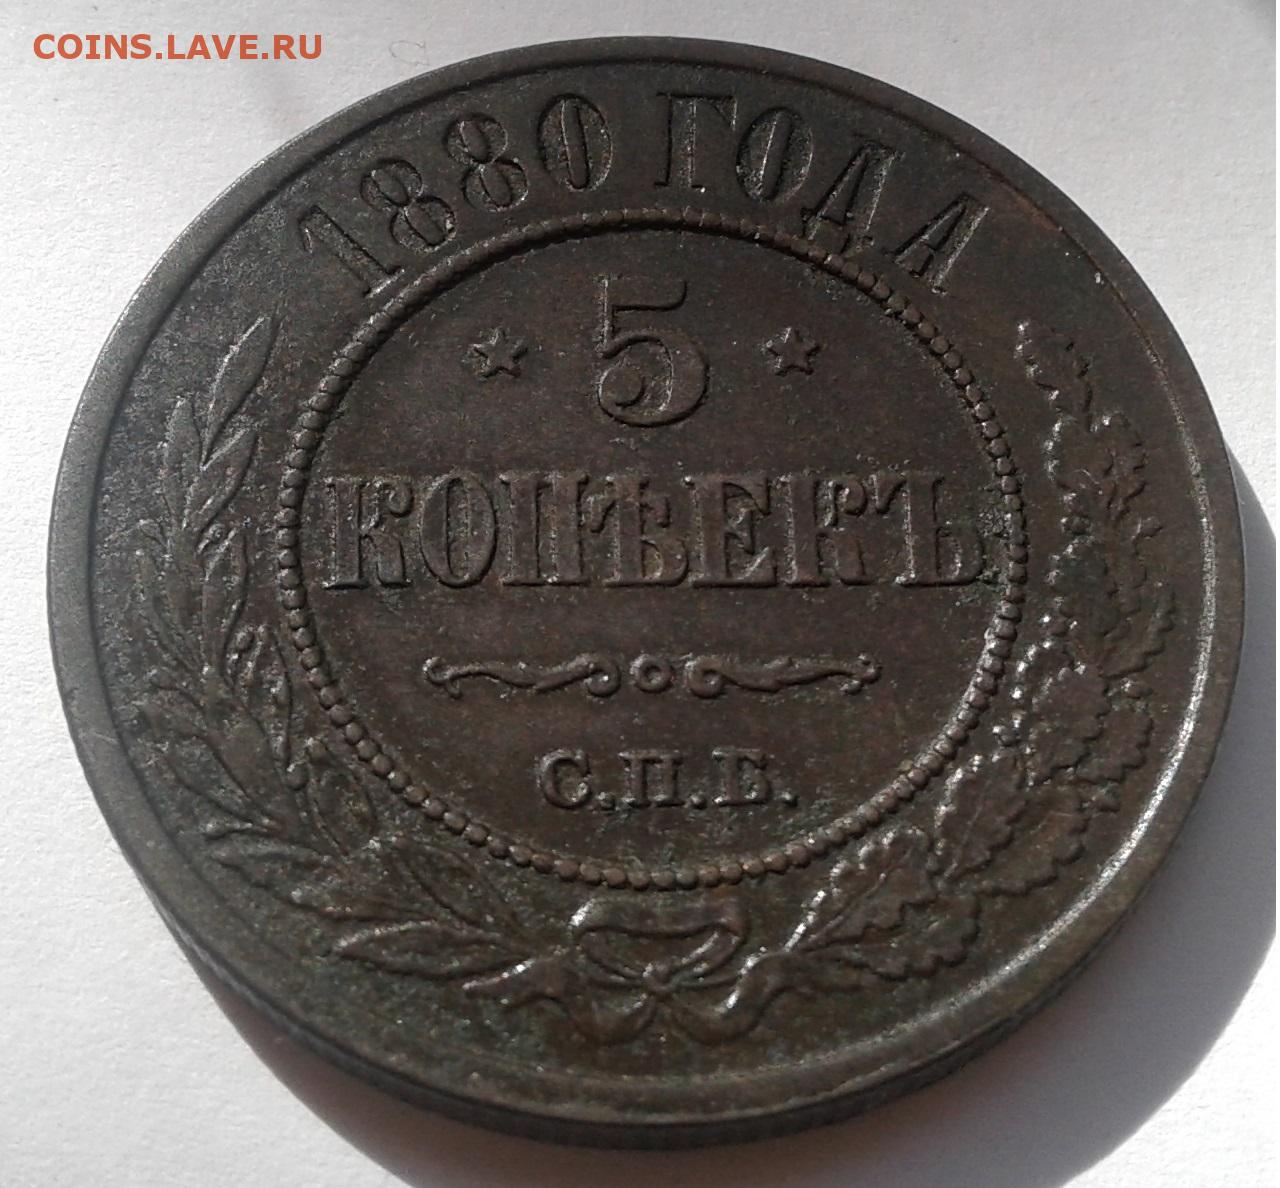 COINS.LAVE.RU
1880 ГОДА
5
КОПѢЕКЪ
С.П.Б.